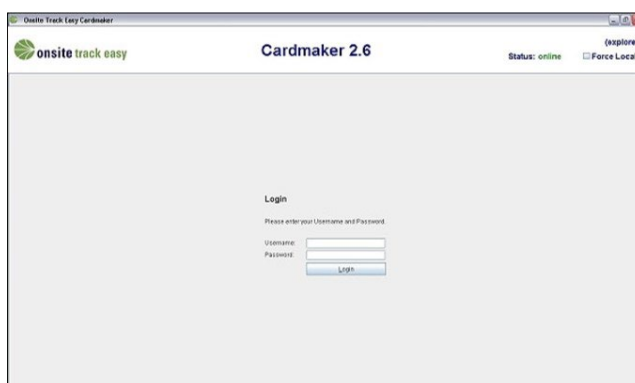 Onsite Track Easy Cardmaker
onsite track easy
Cardmaker 2.6
(explore
Status: online
Force Local
Login
Please enter your Username and Password.
Username:
Password:
Login